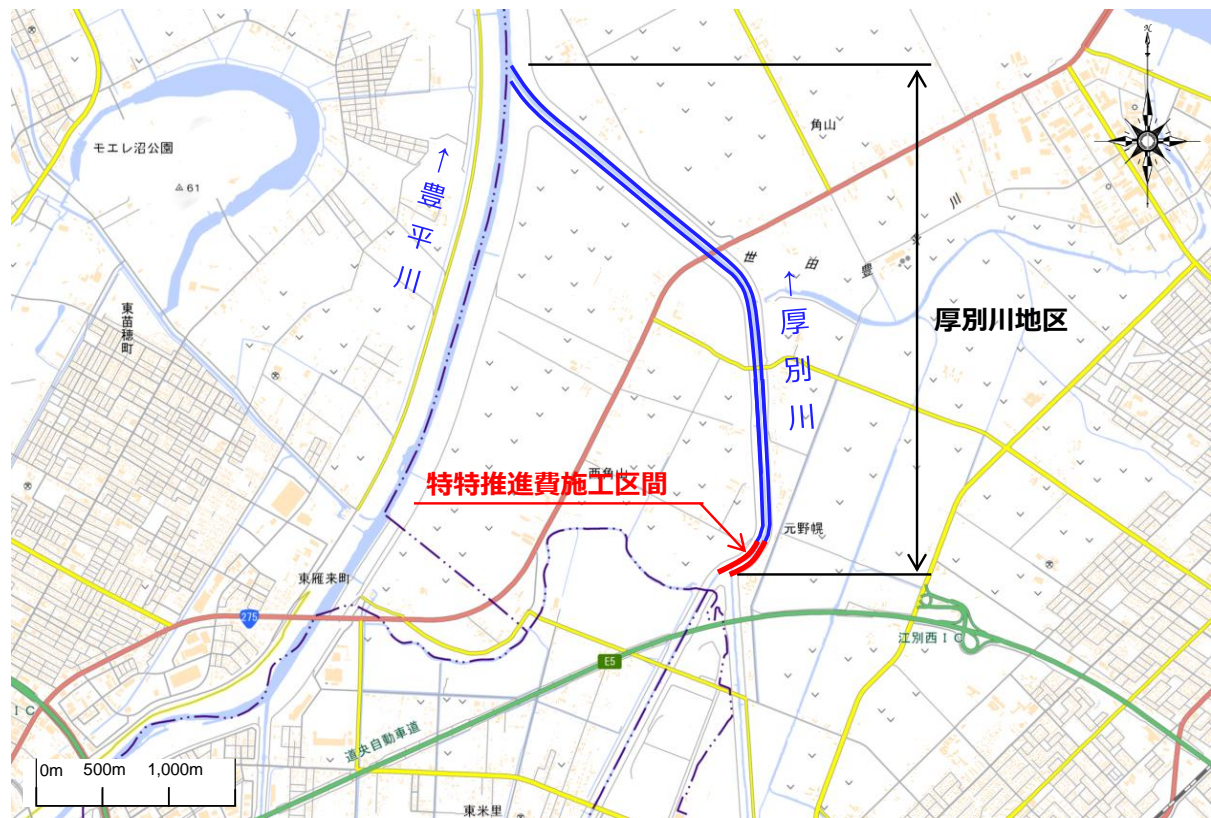 N
角山
モエレ沼公園
61
↑豊平川
世田豊川
↑厚別川
厚別川地区
東苗穂町
西角山
特特推進費施工区間
元野幌
東雁来町
275
江別西IC
E5
IC
道央自動車道
0m 500m 1,000m
東米里